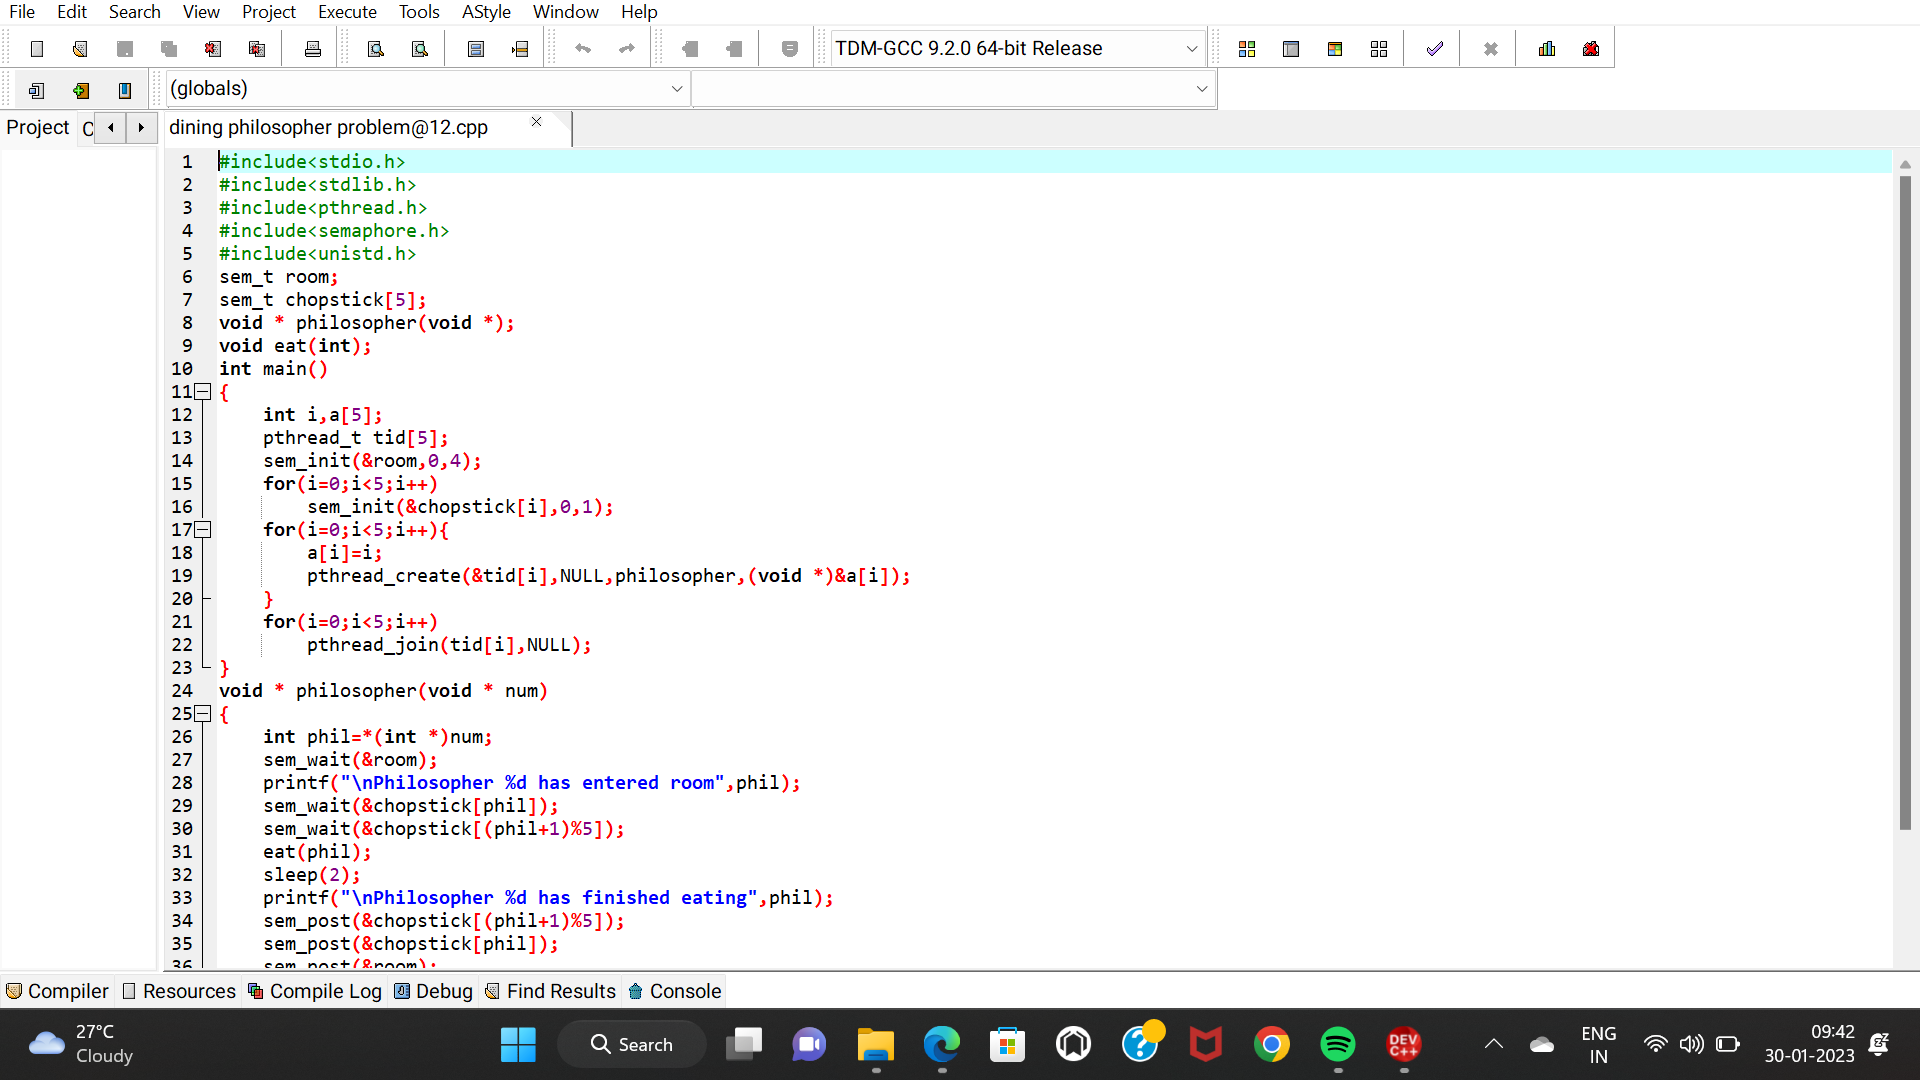 File Edit Search View Project Execute Tools AStyle Window Help
TDM-GCC 9.2.0 64-bit Release
(globals)
Project C
dining philosopher problem@12.cpp
1 #include<stdio.h>
2 #include<stdlib.h>
3 #include<pthread.h>
4 #include<semaphore.h>
5 #include<unistd.h>
6 sem_t room;
7 sem_t chopstick[5];
8 void * philosopher(void *);
9 void eat(int);
10 int main()
11 {
12 int i,a[5];
13 pthread_t tid[5];
14 sem_init(&room,0,4);
15 for(i=0;i<5;i++)
16 sem_init(&chopstick[i],0,1);
17 for(i=0;i<5;i++){
18 a[i]=i;
19 pthread_create(&tid[i],NULL,philosopher,(void *)&a[i]);
20 }
21 for(i=0;i<5;i++)
22 pthread_join(tid[i],NULL);
23 }
24 void * philosopher(void * num)
25 {
26 int phil=*(int *)num;
27 sem_wait(&room);
28 printf("\nPhilosopher %d has entered room",phil);
29 sem_wait(&chopstick[phil]);
30 sem_wait(&chopstick[(phil+1)%5]);
31 eat(phil);
32 sleep(2);
33 printf("\nPhilosopher %d has finished eating",phil);
34 sem_post(&chopstick[(phil+1)%5]);
35 sem_post(&chopstick[phil]);
36 sem_post(&room);
Compiler Resources Compile Log Debug Find Results Console
27°C
Cloudy
Search
DEV
C++
ENG
IN
09:42
30-01-2023